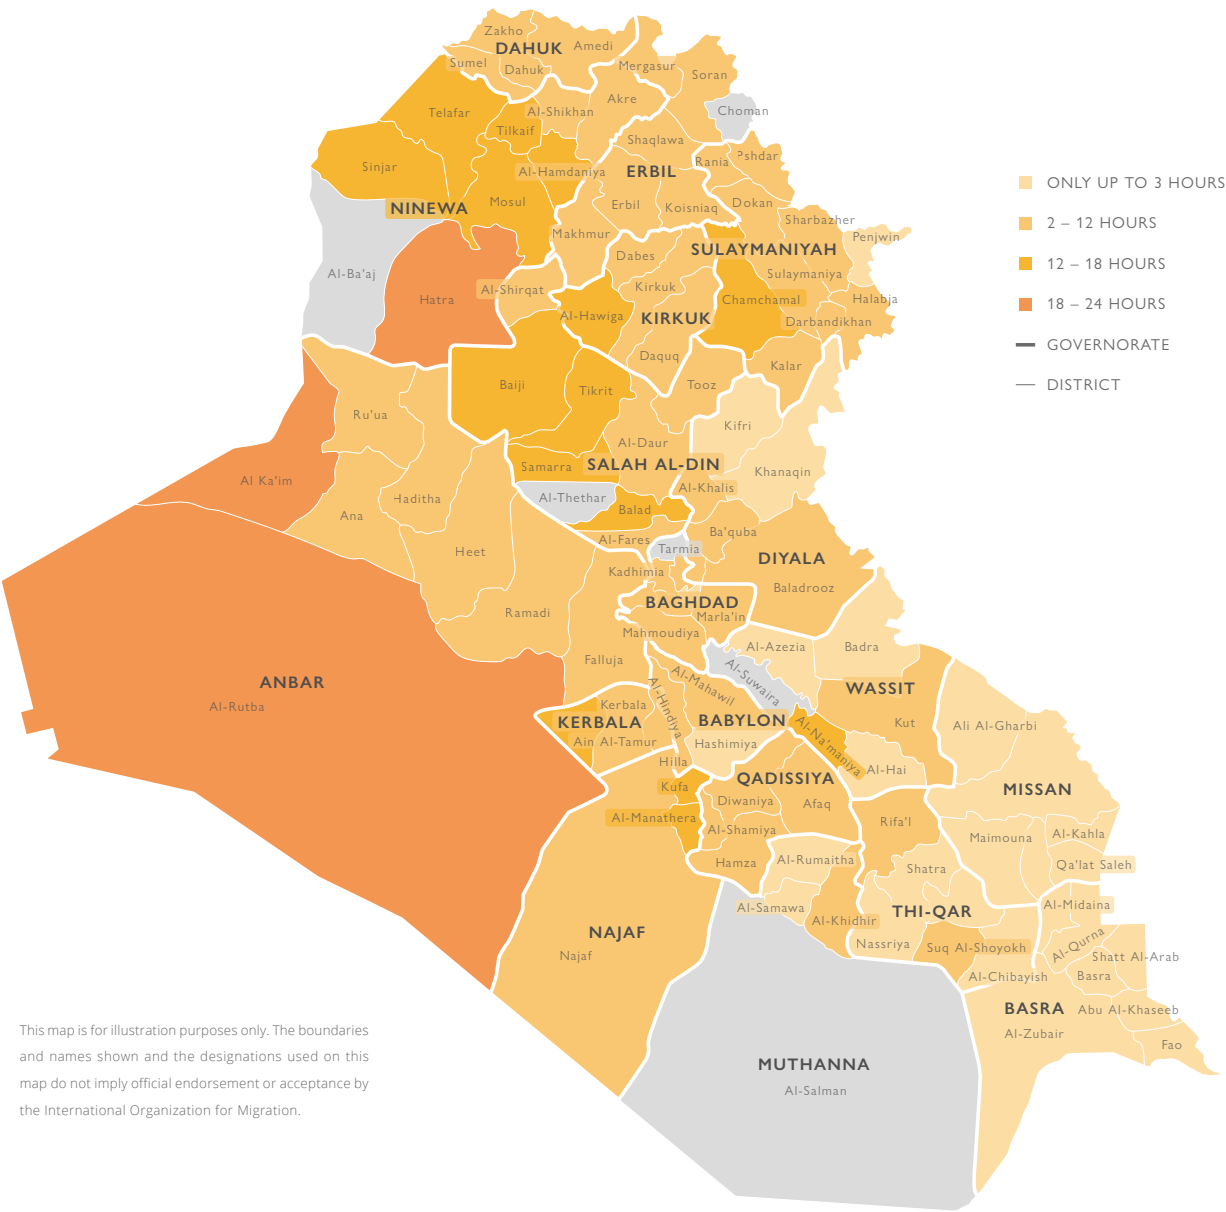 Zakho
DAHUK
Amedi
Sumel
Dahuk
Mergasur
Soran
Telafar
Al-Shikhan
Akre
Choman
Tilkaif
Shaqlawa
Sinjar
Al-Hamdaniya
ERBIL
Rania
Pshdar
NINEWA
Mosul
Erbil
Koisniaq
Dokan
Sharbazher
Makhmur
Penjwin
Dabes
SULAYMANIYAH
Al-Ba'aj
Hatra
Al-Shirqat
Kirkuk
Sulaymaniya
Chamchamal
Halabja
Al-Hawiga
KIRKUK
Darbandikhan
Daquq
Kalar
Baiji
Tikrit
Tooz
Ru'ua
Kifri
Al-Daur
Samarra
SALAH AL-DIN
Khanaqin
Al Ka'im
Al-Khalis
Haditha
Al-Thethar
Ana
Balad
Ba'quba
Al-Fares
Tarmia
Heet
DIYALA
Kadhimia
Baladrooz
BAGHDAD
Ramadi
Marla'in
Mahmoudiya
Al-Azezia
Badra
Falluja
Al-Suwaira
ANBAR
Al-Mahawil
WASSIT
Al-Rutba
Kerbala
Al-Hindiya
KERBALA
BABYLON
Kut
Ali Al-Gharbi
Ain Al-Tamur
Hashimiya
Al-Na'maniya
Hilla
Al-Hai
Kufa
QADISSIYA
MISSAN
Diwaniya
Afaq
Al-Manathera
Al-Shamiya
Rifa'l
Maimouna
Al-Kahla
Hamza
Al-Rumaitha
Shatra
Qa'lat Saleh
Al-Samawa
THI-QAR
Al-Midaina
Al-Khidhir
NAJAF
Nassriya
Suq Al-Shoyokh
Al-Qurna
Najaf
Shatt Al-Arab
Al-Chibayish
Basra
BASRA
Abu Al-Khaseeb
Al-Zubair
Fao
MUTHANNA
Al-Salman
ONLY UP TO 3 HOURS
2 – 12 HOURS
12 – 18 HOURS
18 – 24 HOURS
GOVERNORATE
DISTRICT
This map is for illustration purposes only. The boundaries
and names shown and the designations used on this
map do not imply official endorsement or acceptance by
the International Organization for Migration.